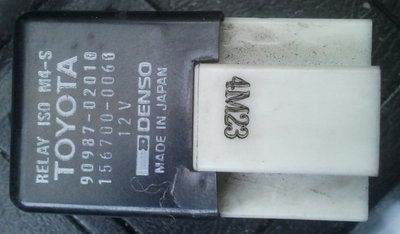 RELAY ISO M4-S
TOYOTA
90987-02010
156700-0060
12V
DENSO
MADE IN JAPAN
4M23